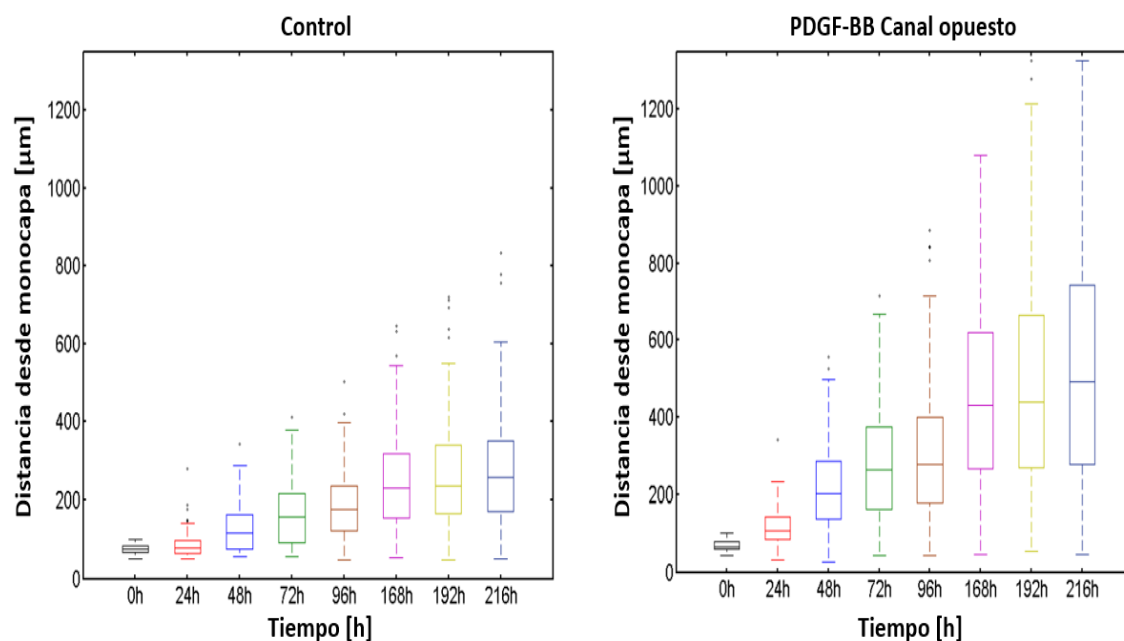 Control
Distancia desde monocapa [µm]
1200
1000
800
600
400
200
0
0h 24h 48h 72h 96h 168h 192h 216h
Tiempo [h]
PDGF-BB Canal opuesto
Distancia desde monocapa [µm]
1200
1000
800
600
400
200
0
0h 24h 48h 72h 96h 168h 192h 216h
Tiempo [h]